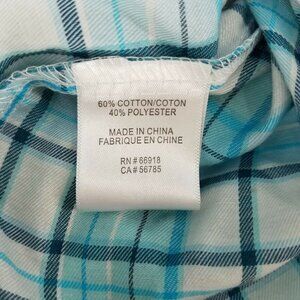 60% COTTON/COTON
40% POLYESTER
MADE IN CHINA
FABRIQUE EN CHINE
RN# 66918
CA# 56785